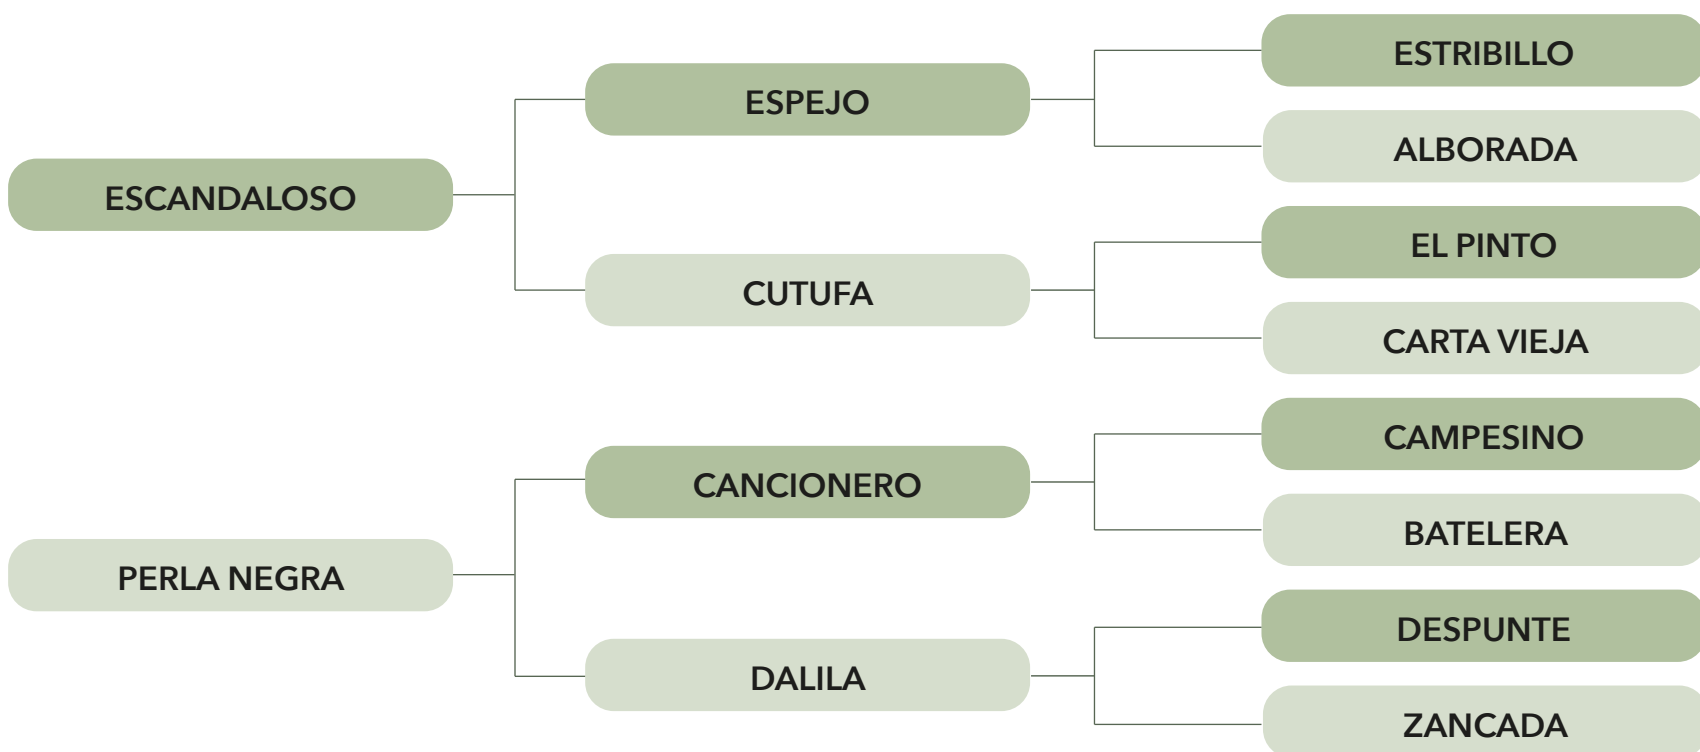 ESCANDALOSO
ESPEJO
ESTRIBILLO
ALBORADA
CUTUFA
EL PINTO
CARTA VIEJA
PERLA NEGRA
CANCIONERO
CAMPESINO
BATELERA
DALILA
DESPUNTE
ZANCADA